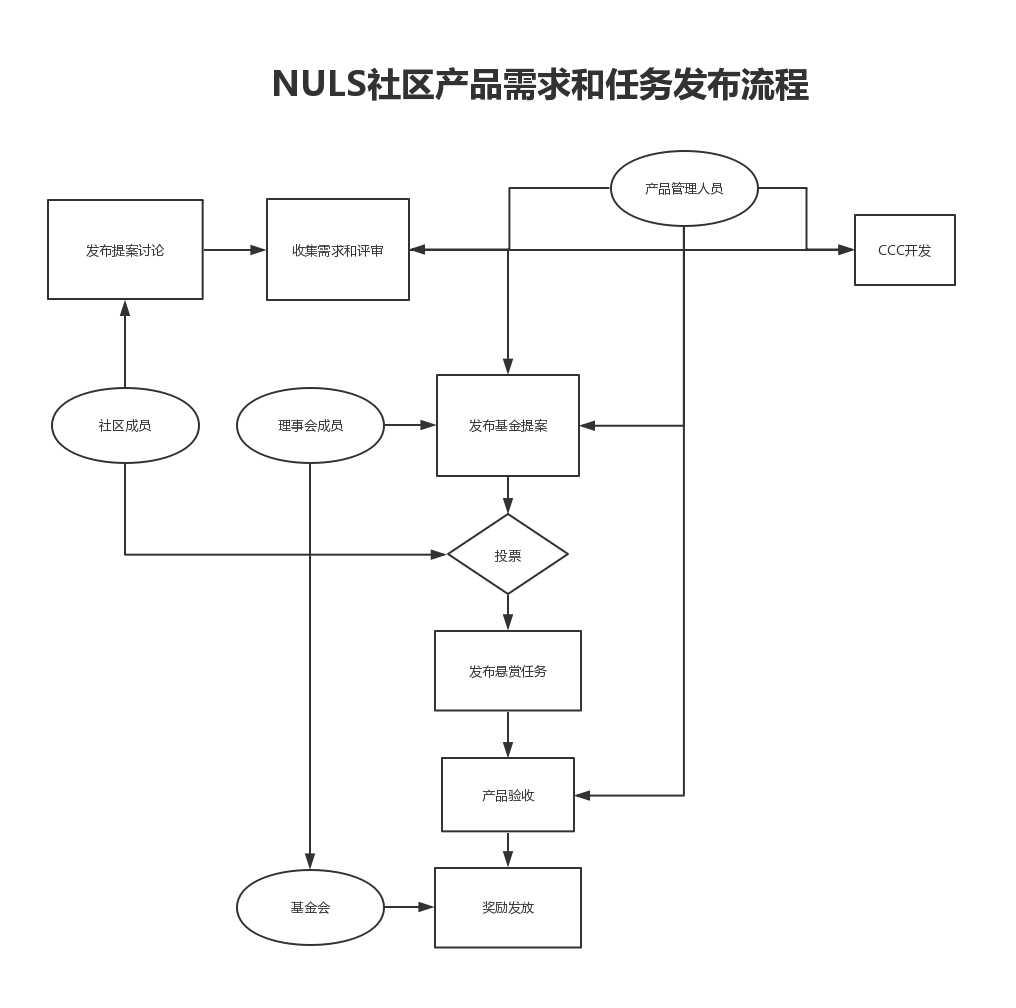 NULS社区产品需求和任务发布流程
产品管理人员
发布提案讨论
收集需求和评审
CCC开发
社区成员
理事会成员
发布基金提案
投票
发布悬赏任务
产品验收
基金会
奖励发放